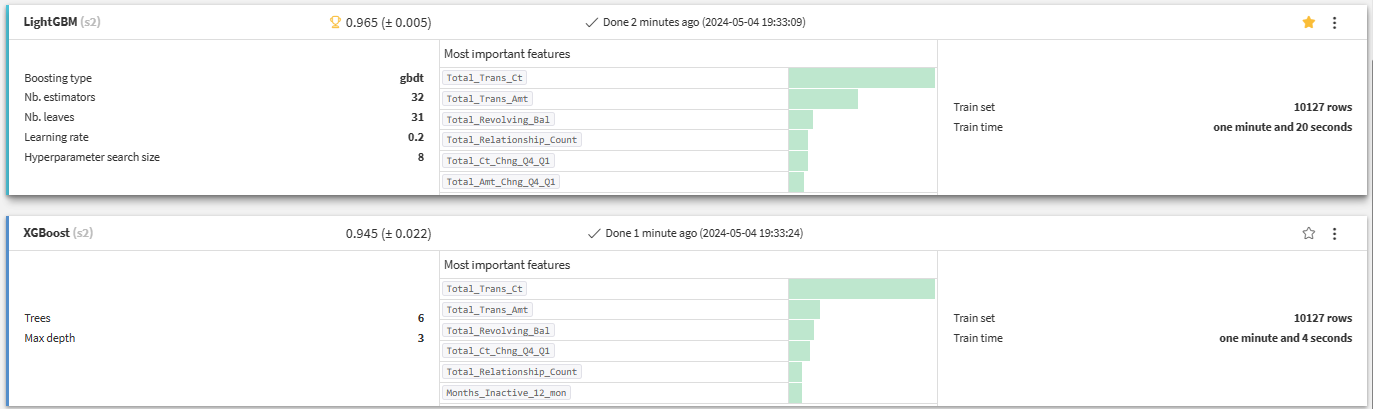 LightGBM (s2) 0.965 (± 0.005) Done 2 minutes ago (2024-05-04 19:33:09)
Most important features
Boosting type gbdt
Nb. estimators 32
Nb. leaves 31
Learning rate 0.2
Hyperparameter search size 8
Total_Trans_Ct
Total_Trans_Amt
Total_Revolving_Bal
Total_Relationship_Count
Total_Ct_Chng_Q4_Q1
Total_Amt_Chng_Q4_Q1
Train set 10127 rows
Train time one minute and 20 seconds
XGBoost (s2) 0.945 (± 0.022) Done 1 minute ago (2024-05-04 19:33:24)
Most important features
Trees 6
Max depth 3
Total_Trans_Ct
Total_Trans_Amt
Total_Revolving_Bal
Total_Ct_Chng_Q4_Q1
Total_Relationship_Count
Months_Inactive_12_mon
Train set 10127 rows
Train time one minute and 4 seconds